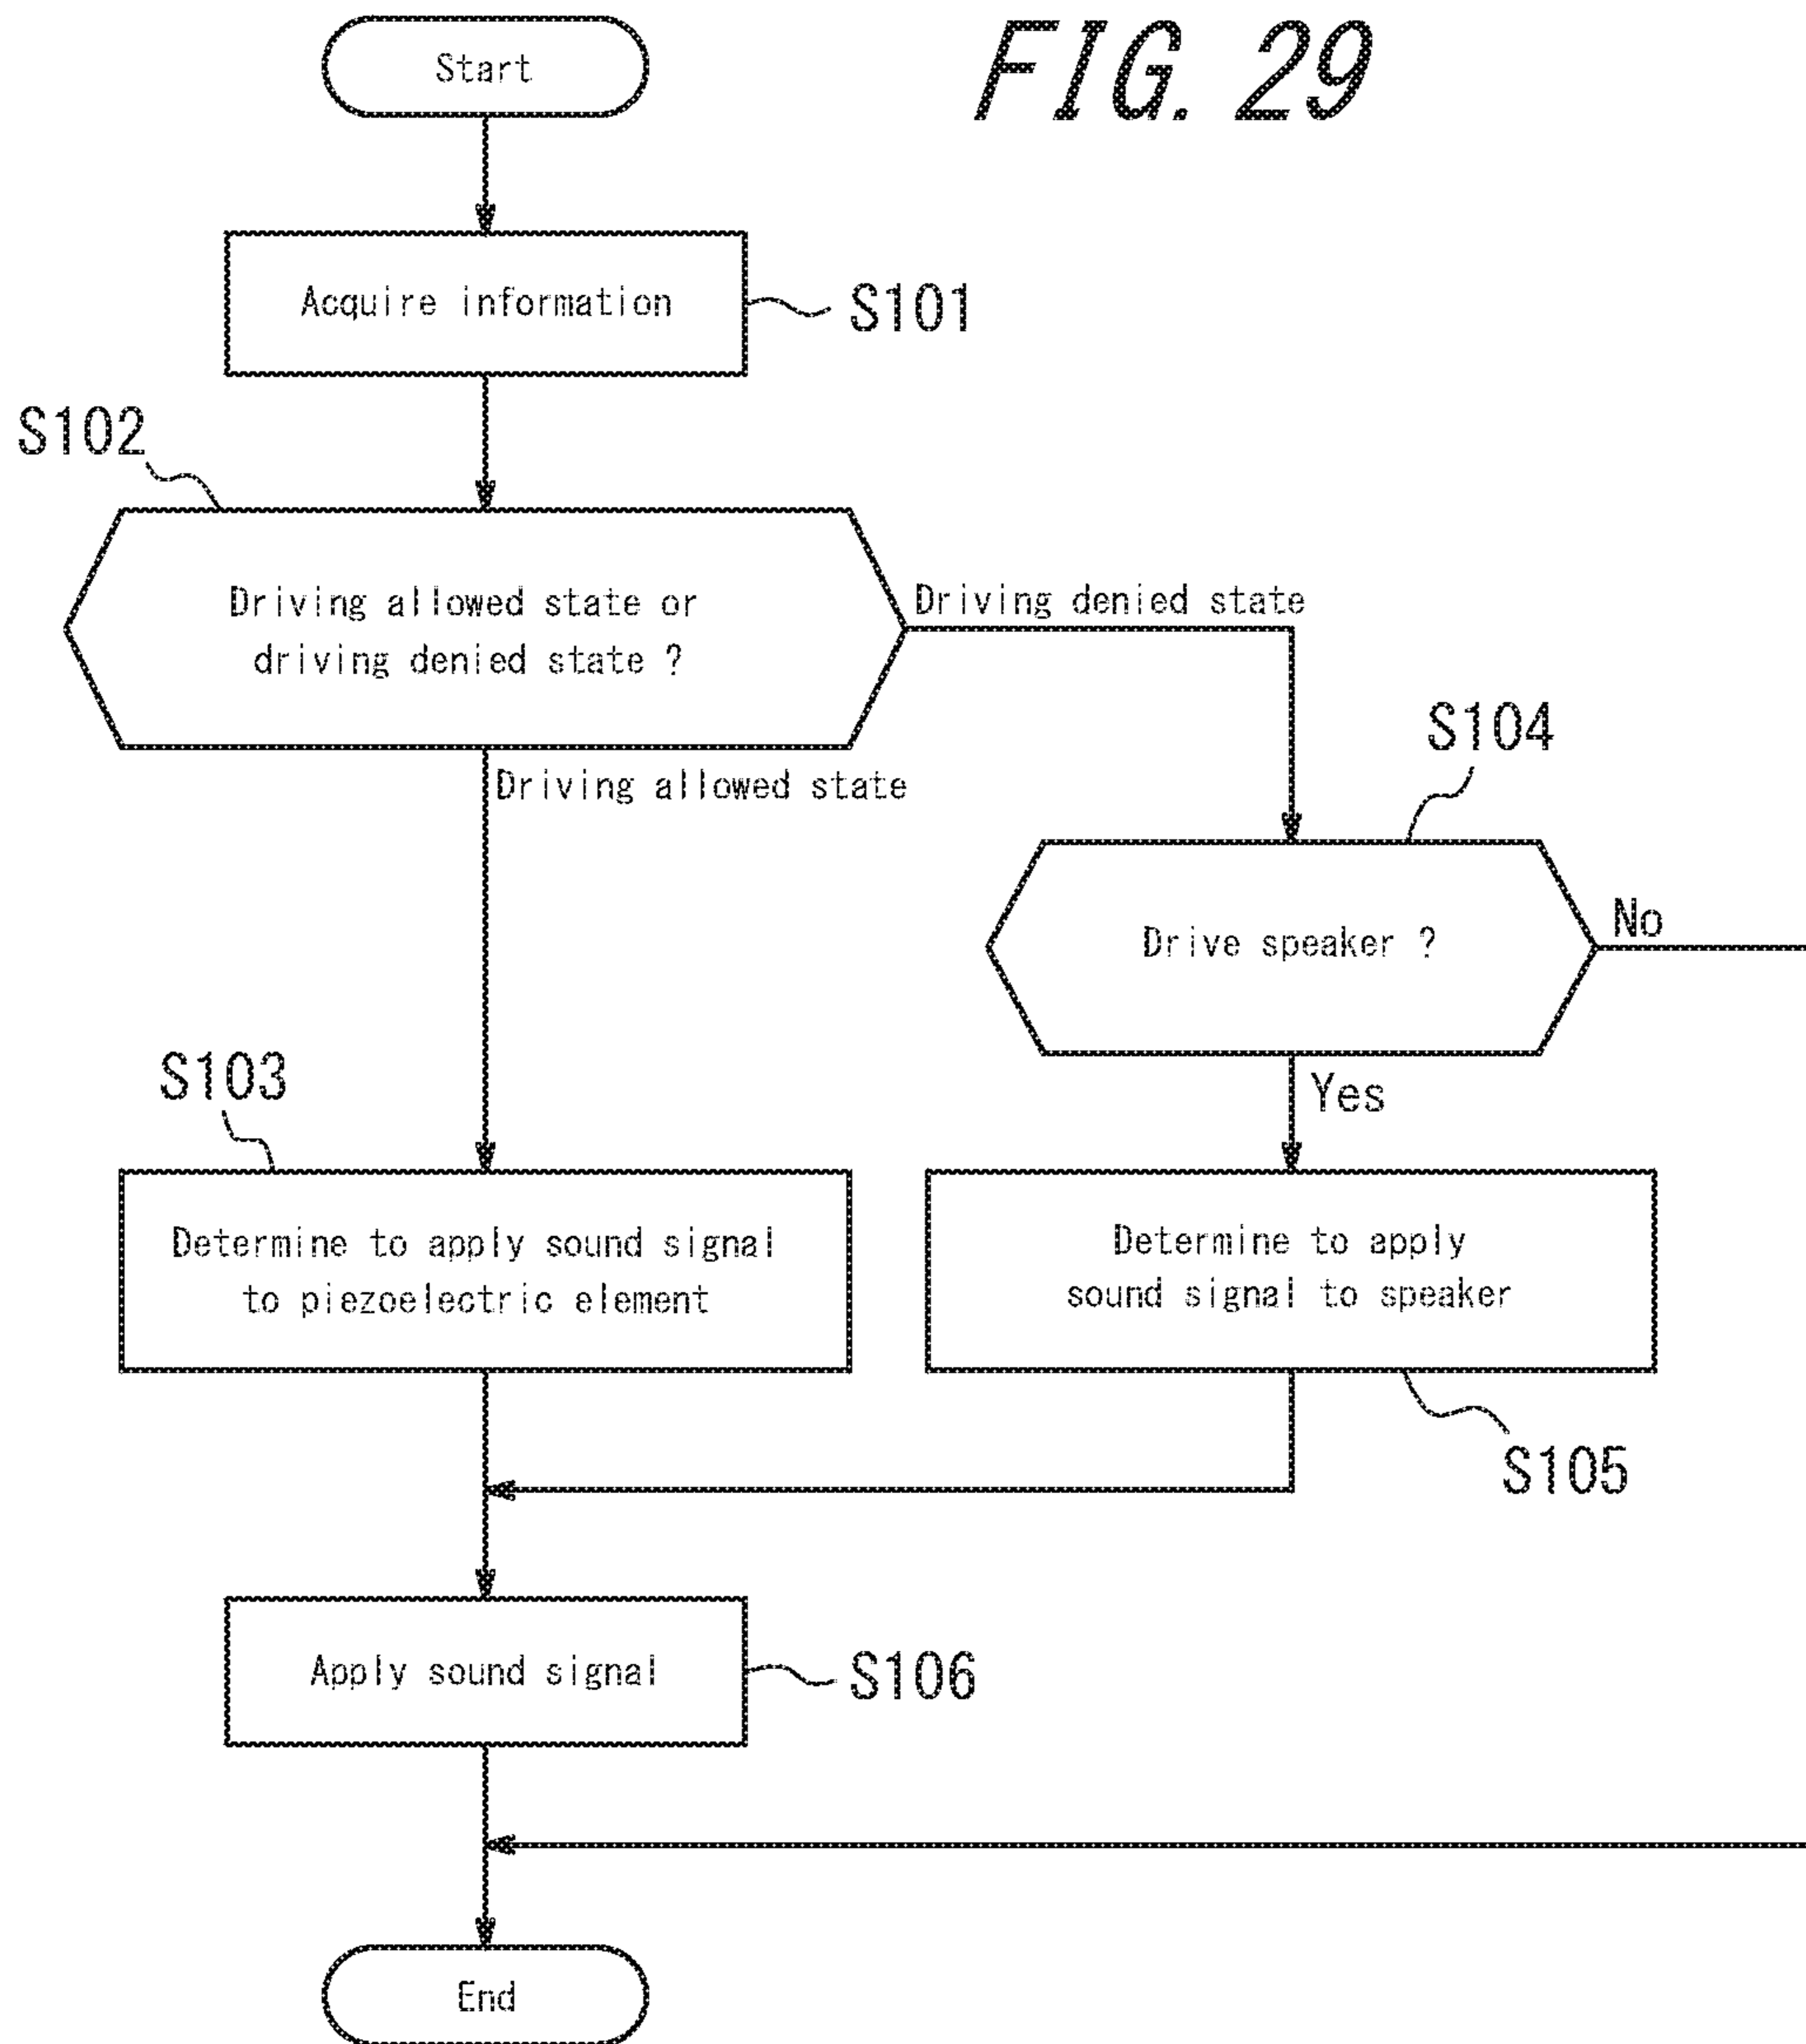 FIG. 29
Start
Acquire information
S101
S102
Driving allowed state or
driving denied state ?
Driving denied state
Driving allowed state
S104
Drive speaker ?
No
Yes
S103
Determine to apply sound signal
to piezoelectric element
Determine to apply
sound signal to speaker
S105
Apply sound signal
S106
End